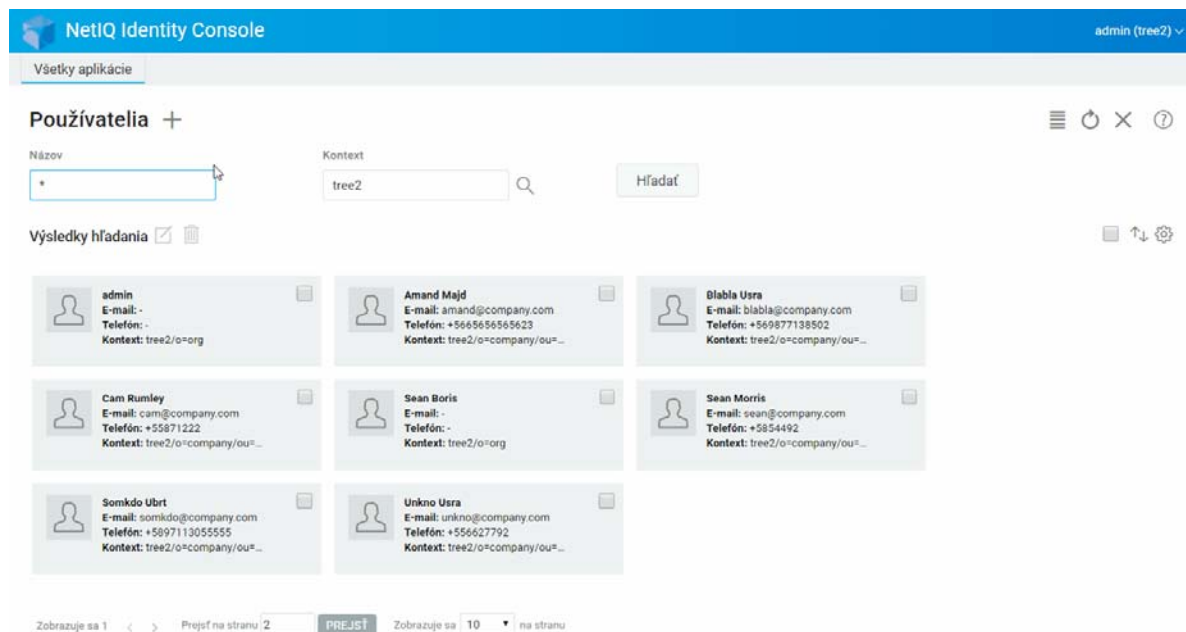 NetIQ Identity Console
admin (tree2)
Všetky aplikácie
Používatelia
Názov
Kontext
*
tree2
Hľadať
Výsledky hľadania
admin
E-mail: -
Telefón: -
Kontext: tree2/o=org
Amand Majd
E-mail: amand@company.com
Telefón: +5665656565623
Kontext: tree2/o=company/ou=...
Blabla Usra
E-mail: blabla@company.com
Telefón: +569877138502
Kontext: tree2/o=company/ou=...
Cam Rumley
E-mail: cam@company.com
Telefón: +55871222
Kontext: tree2/o=company/ou=...
Sean Boris
E-mail: -
Telefón: -
Kontext: tree2/o=org
Sean Morris
E-mail: sean@company.com
Telefón: +5854492
Kontext: tree2/o=company/ou=...
Somkdo Ubrt
E-mail: somkdo@company.com
Telefón: +5897113055555
Kontext: tree2/o=company/ou=...
Unkno Usra
E-mail: unkno@company.com
Telefón: +556627792
Kontext: tree2/o=company/ou=...
Zobrazuje sa 1 < > Prejsť na stranu 2 PREJSŤ Zobrazuje sa 10 na stranu